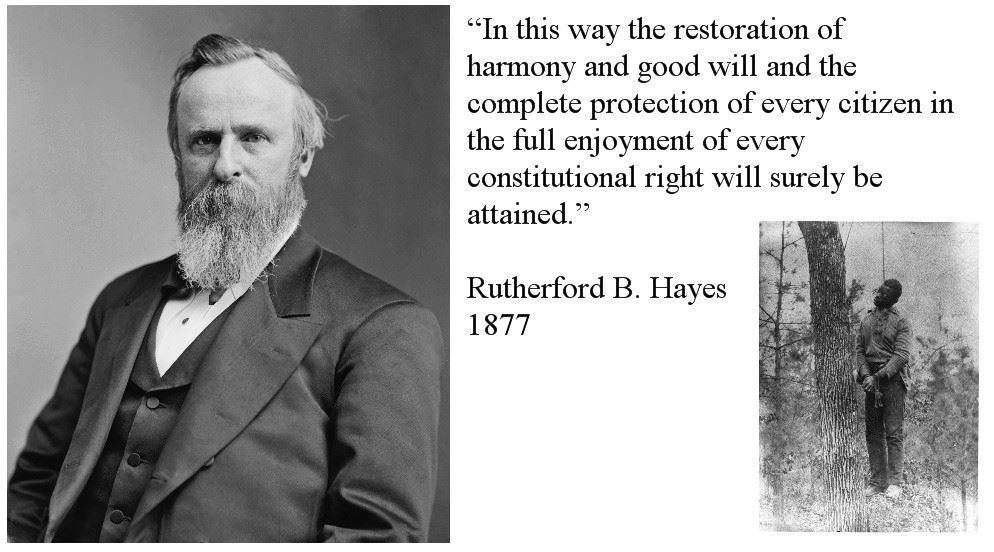 “In this way the restoration of
harmony and good will and the
complete protection of every citizen in
the full enjoyment of every
constitutional right will surely be
attained.”
Rutherford B. Hayes
1877